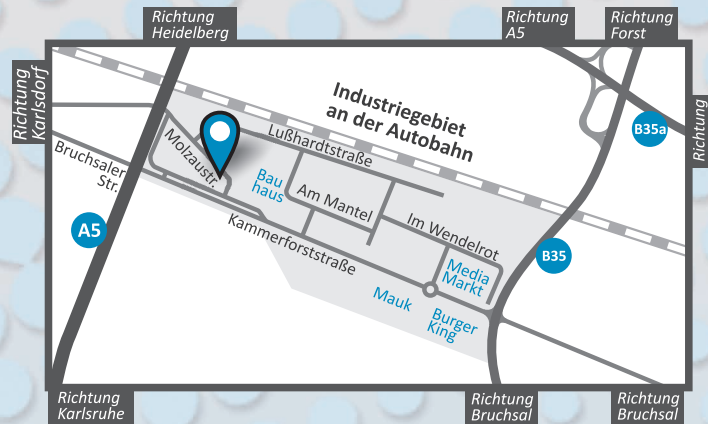 Richtung
Heidelberg
Richtung
A5
Richtung
Forst
Richtung
Karlsdorf
Richtung
Industriegebiet
an der Autobahn
B35a
Lußhardtstraße
Molzaustr.
Bruchsaler
Str.
Bau
haus
Am Mantel
Im Wendelrot
Kammerforststraße
A5
B35
Media
Markt
Mauk
Burger
King
Richtung
Karlsruhe
Richtung
Bruchsal
Richtung
Bruchsal